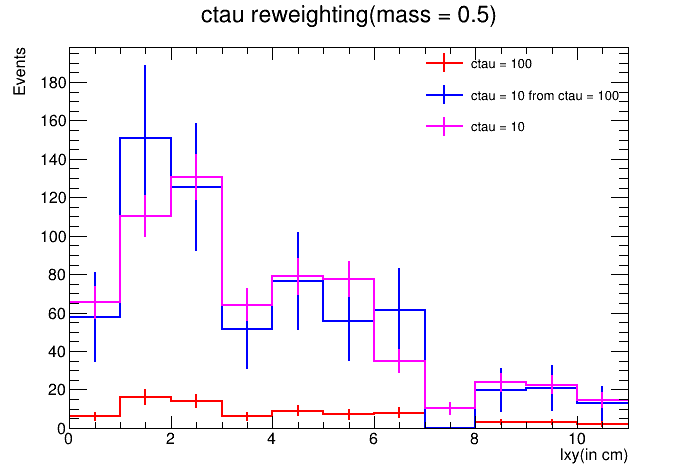 ctau reweighting(mass = 0.5)
Events
180
160
140
120
100
80
60
40
20
0
0 2 4 6 8 10
lxy(in cm)
ctau = 100
ctau = 10 from ctau = 100
ctau = 10